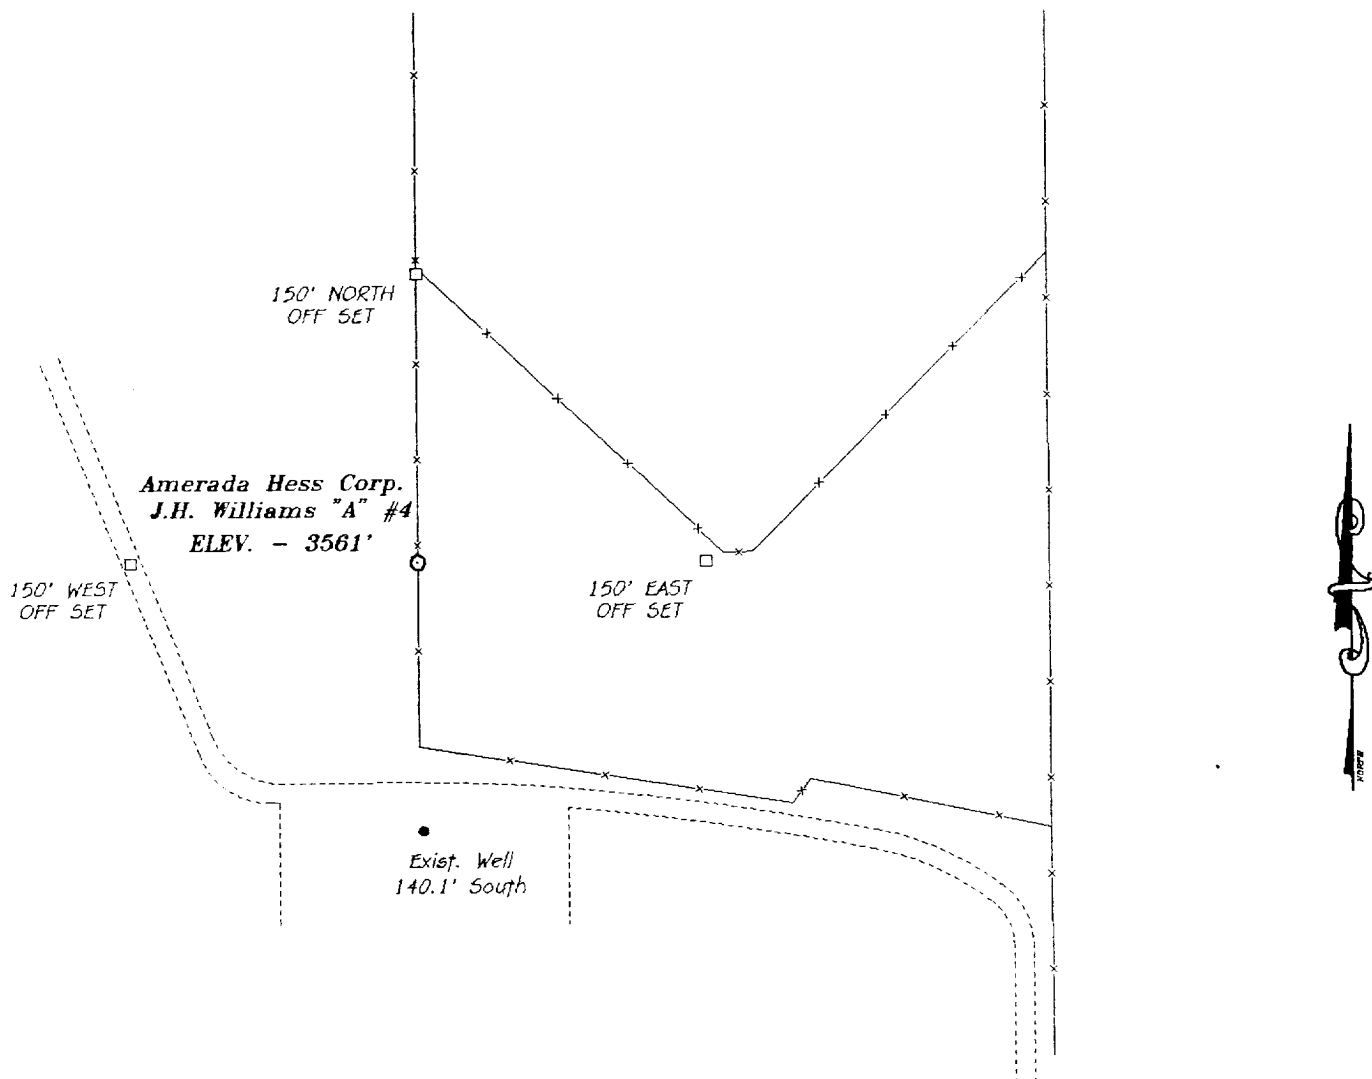 150' NORTH
OFF SET
Amerada Hess Corp.
J.H. Williams "A" #4
ELEV. - 3561'
150' WEST
OFF SET
150' EAST
OFF SET
Exist. Well
140.1' South
NORTH